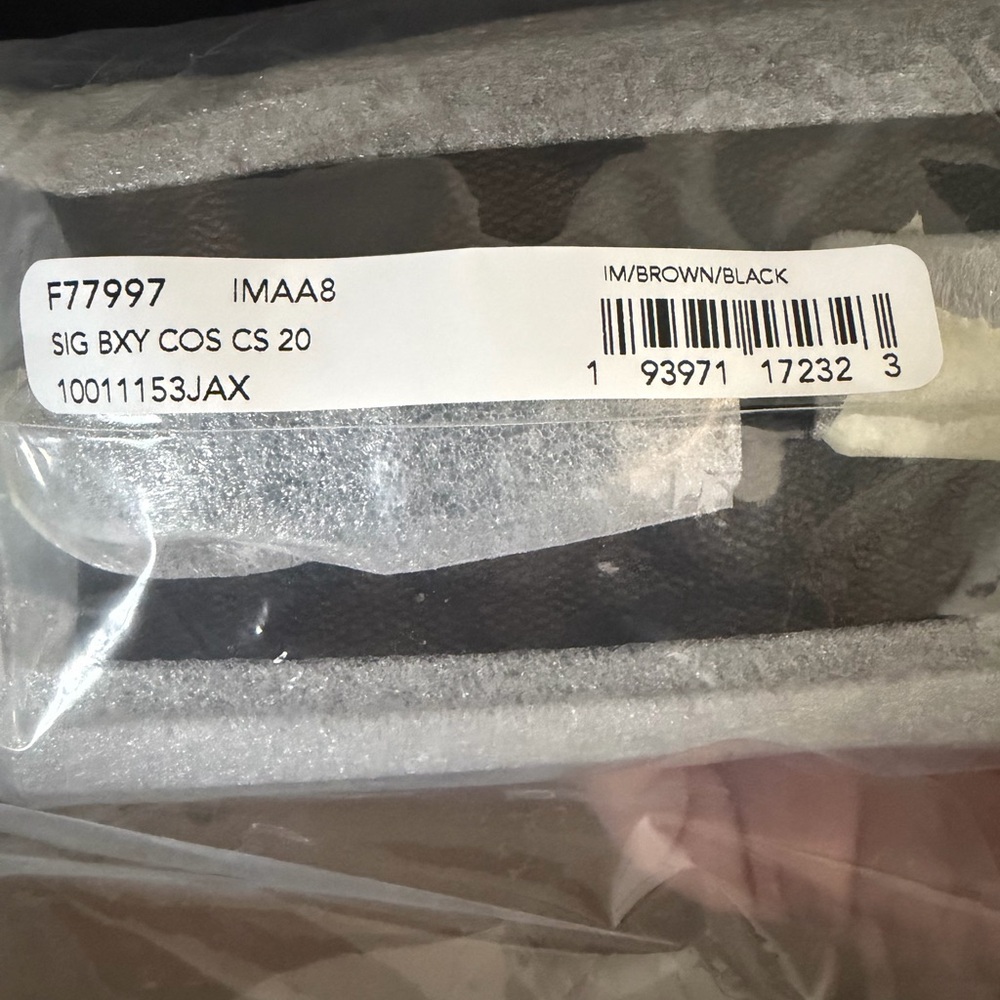 F77997 IMAA8
SIG BXY COS CS 20
10011153JAX
IM/BROWN/BLACK
1 93971 17232 3